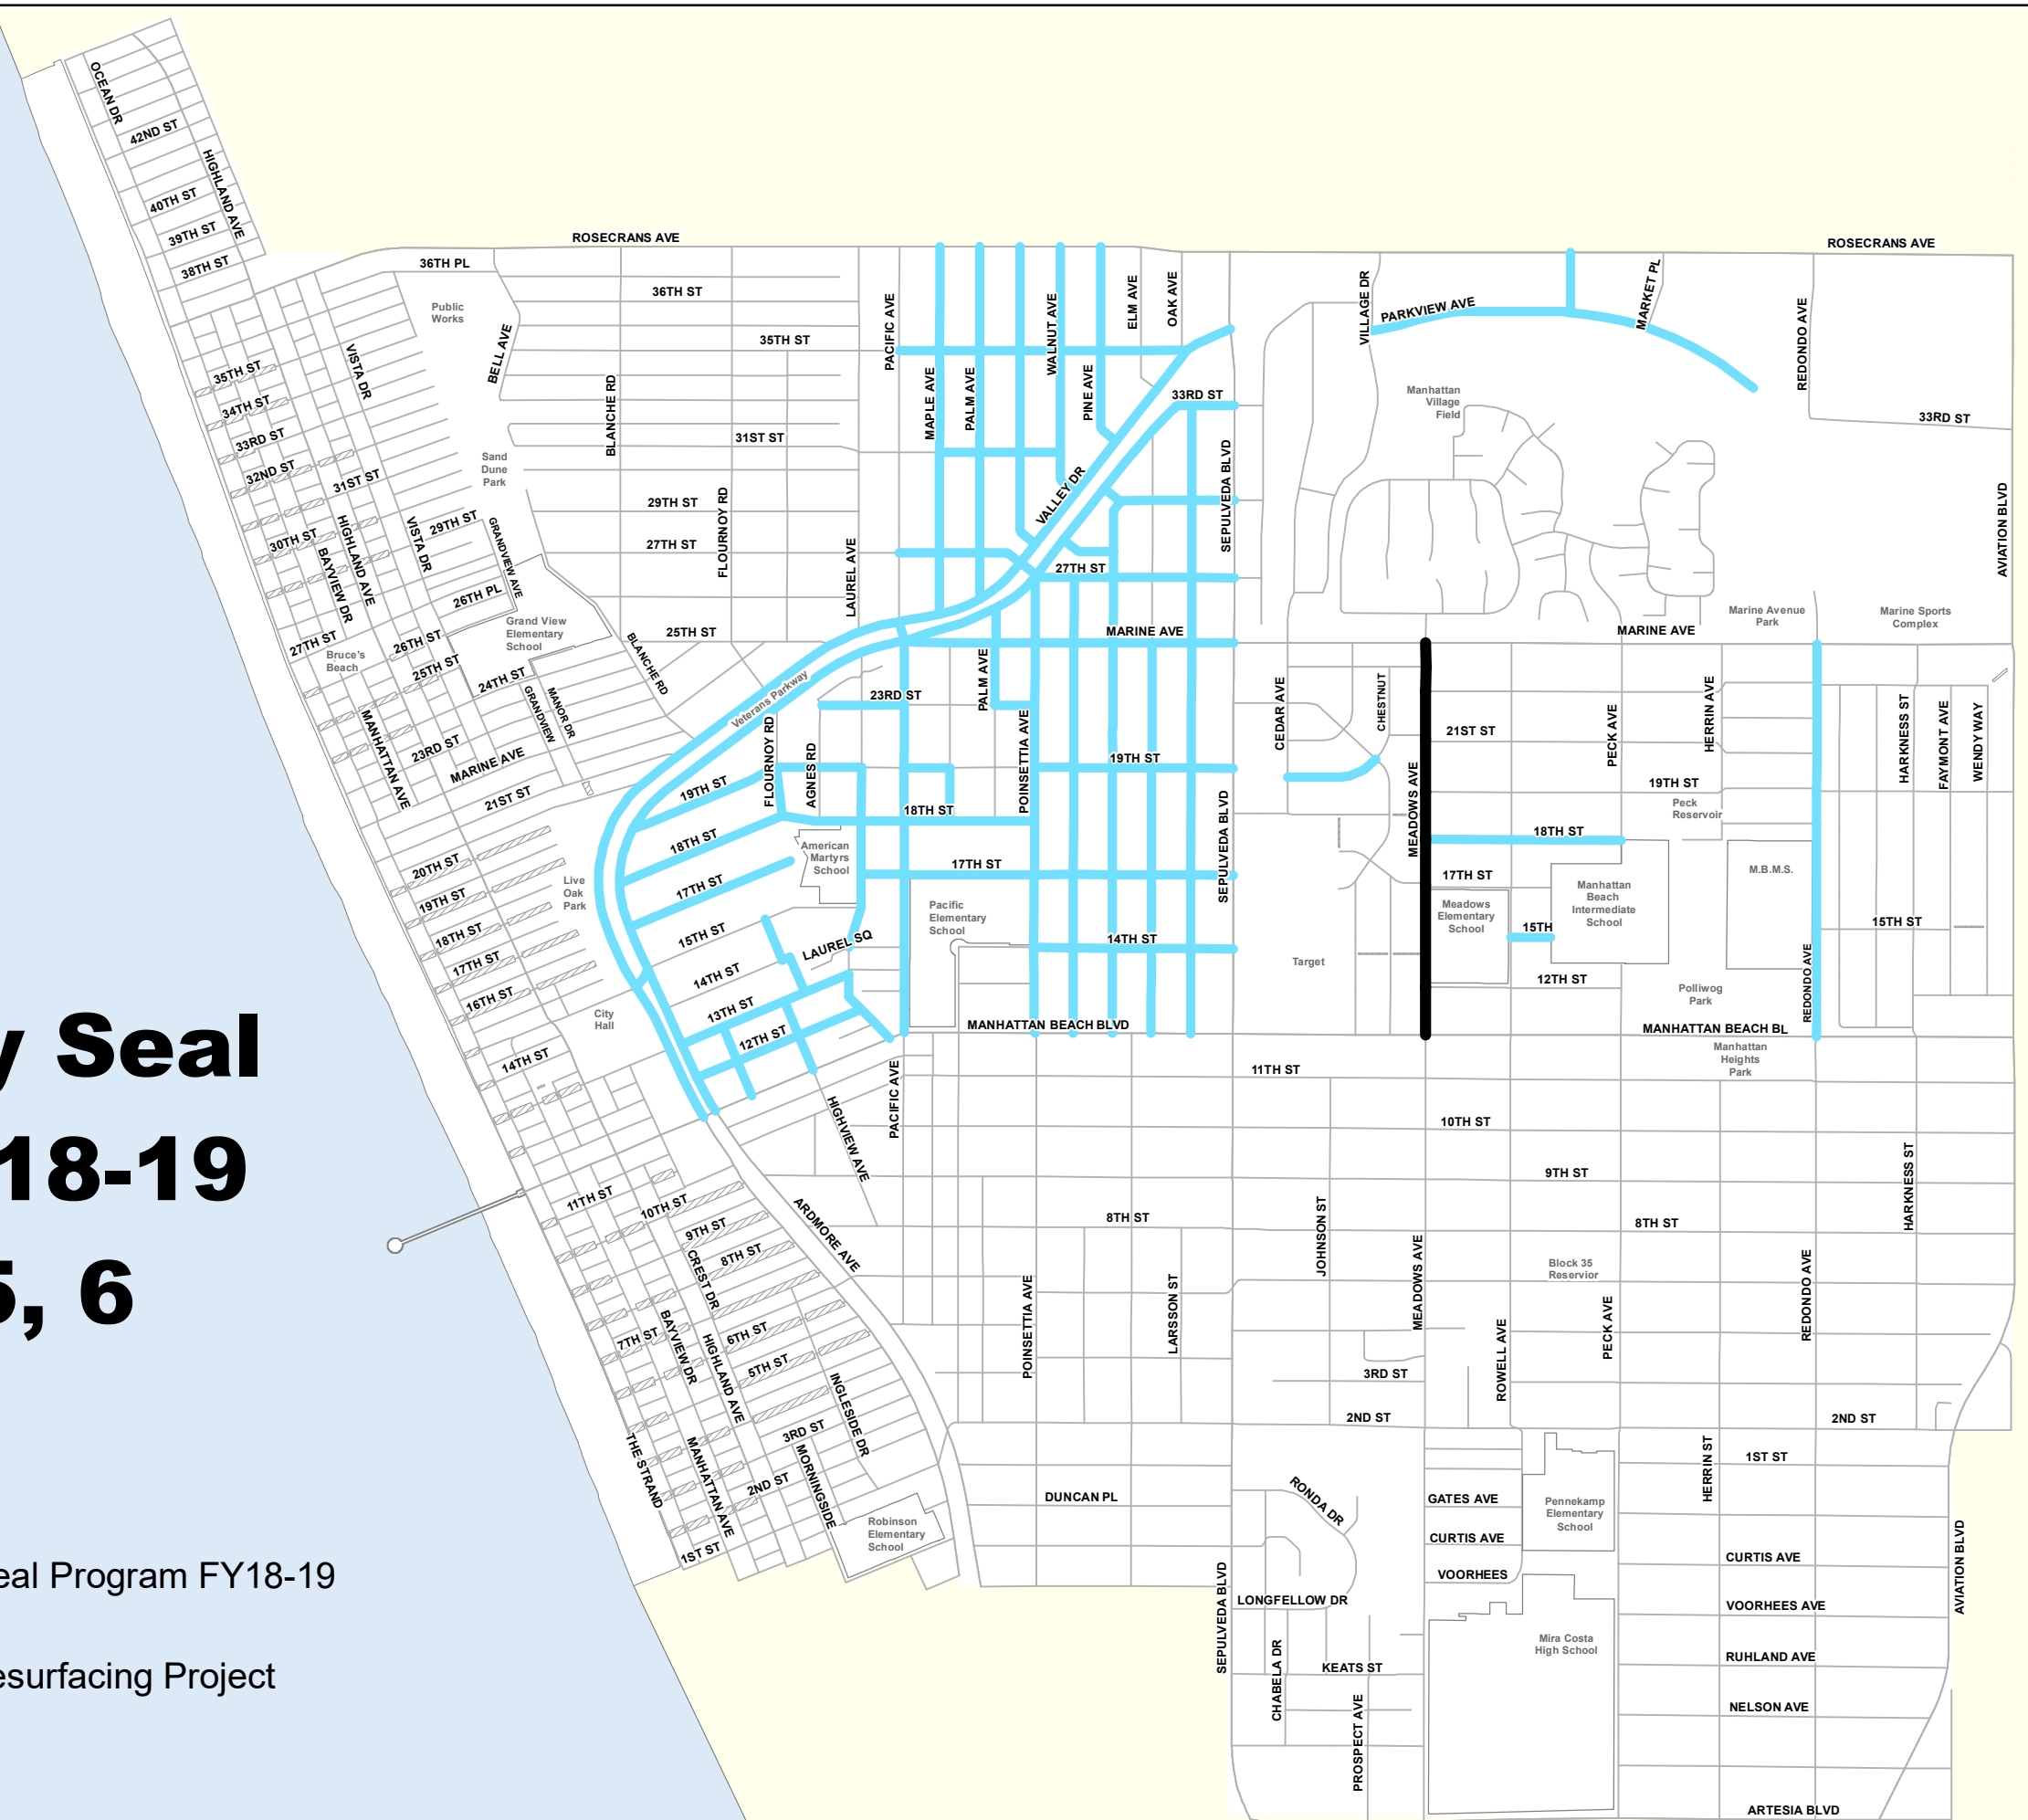 OCEAN DR
42ND ST
HIGHLAND AVE
40TH ST
39TH ST
38TH ST
ROSECRANS AVE
ROSECRANS AVE
36TH PL
36TH ST
Public
Works
35TH ST
BELL AVE
VISTA DR
BLANCHE RD
PACIFIC AVE
MAPLE AVE
PALM AVE
WALNUT AVE
PINE AVE
ELM AVE
OAK AVE
VILLAGE DR
PARKVIEW AVE
MARKET PL
REDONDO AVE
33RD ST
33RD ST
Manhattan
Village
Field
35TH ST
34TH ST
33RD ST
32ND ST
31ST ST
30TH ST
31ST ST
Sand
Dune
Park
29TH ST
29TH ST
27TH ST
FLOURNOY RD
LAUREL AVE
VALLEY DR
SEPULVEDA BLVD
AVIATION BLVD
HIGHLAND AVE
BAYVIEW DR
VISTA DR
GRANDVIEW AVE
26TH PL
27TH ST
27TH ST
Bruce's
Beach
26TH ST
25TH ST
24TH ST
Grand View
Elementary
School
25TH ST
BLANCHE RD
MARINE AVE
MARINE AVE
Marine Avenue
Park
Marine Sports
Complex
GRANDVIEW
MANOR DR
23RD ST
MARINE AVE
MANHATTAN AVE
21ST ST
Veterans Parkway
23RD ST
PALM AVE
POINSETTIA AVE
CEDAR AVE
CHESTNUT
MEADOWS AVE
21ST ST
PECK AVE
HERRIN AVE
HARKNESS ST
FAYMONT AVE
WENDY WAY
19TH ST
FLOURNOY RD
AGNES RD
19TH ST
19TH ST
Peck
Reservoir
18TH ST
18TH ST
18TH ST
SEPULVEDA BLVD
American
Martyrs
School
17TH ST
17TH ST
17TH ST
M.B.M.S.
20TH ST
19TH ST
18TH ST
17TH ST
16TH ST
Live
Oak
Park
Pacific
Elementary
School
Meadows
Elementary
School
Manhattan
Beach
Intermediate
School
15TH ST
15TH
15TH ST
LAUREL SQ
14TH ST
14TH ST
Target
12TH ST
Polliwog
Park
REDONDO AVE
13TH ST
12TH ST
City
Hall
14TH ST
MANHATTAN BEACH BLVD
MANHATTAN BEACH BL
Manhattan
Heights
Park
y Seal
18-19
5, 6
PACIFIC AVE
HIGHVIEW AVE
11TH ST
10TH ST
9TH ST
8TH ST
8TH ST
HARKNESS ST
11TH ST
10TH ST
9TH ST
8TH ST
CREST DR
ARDMORE AVE
JOHNSON ST
MEADOWS AVE
Block 35
Reservior
POINSETTIA AVE
LARSSON ST
ROWELL AVE
PECK AVE
REDONDO AVE
7TH ST
BAYVIEW DR
HIGHLAND AVE
6TH ST
5TH ST
INGLESIDE DR
3RD ST
3RD ST
2ND ST
2ND ST
THE STRAND
MANHATTAN AVE
2ND ST
MORNINGSIDE
1ST ST
1ST ST
HERRIN ST
DUNCAN PL
RONDA DR
GATES AVE
Pennekamp
Elementary
School
Robinson
Elementary
School
CURTIS AVE
CURTIS AVE
VOORHEES
VOORHEES AVE
AVIATION BLVD
eal Program FY18-19
SEPULVEDA BLVD
LONGFELLOW DR
Mira Costa
High School
CHABELA DR
KEATS ST
RUHLAND AVE
esurfacing Project
PROSPECT AVE
NELSON AVE
ARTESIA BLVD